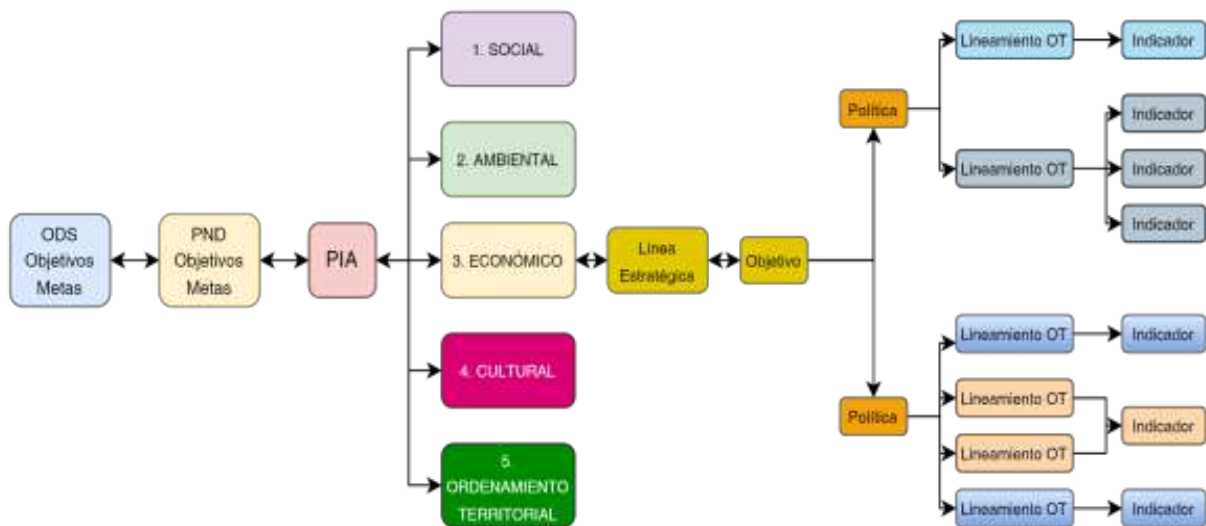 ODS
Objetivos
Metas
PND
Objetivos
Metas
PIA
1. SOCIAL
2. AMBIENTAL
3. ECONÓMICO
4. CULTURAL
5.
ORDENAMIENTO
TERRITORIAL
Línea
Estratégica
Objetivo
Política
Lineamiento OT
Indicador
Lineamiento OT
Indicador
Indicador
Indicador
Política
Lineamiento OT
Indicador
Lineamiento OT
Lineamiento OT
Indicador
Lineamiento OT
Indicador